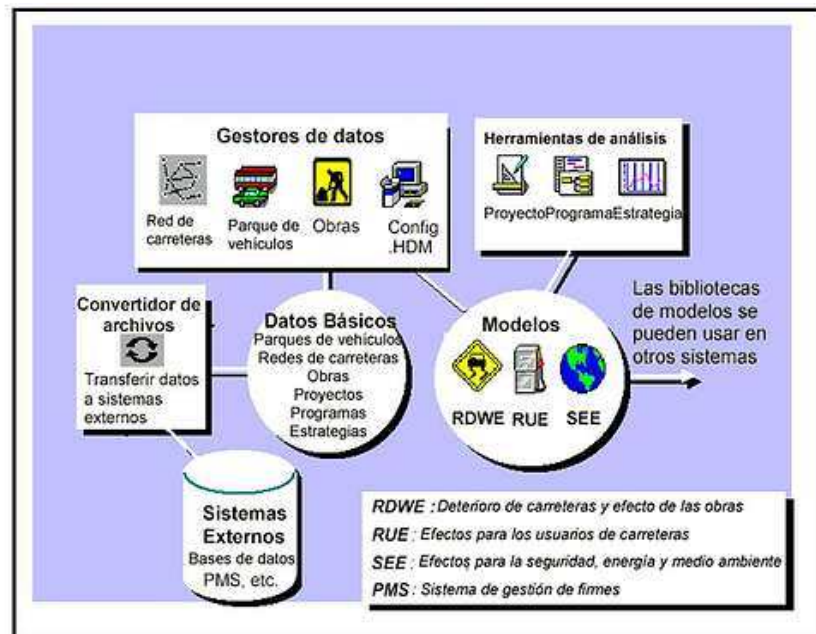 Gestores de datos
Red de
carreteras
Parque de
vehículos
Obras
Config
.HDM
Herramientas de análisis
Proyecto Programa Estrategia
Convertidor de
archivos
Transferir datos
a sistemas
externos
Datos Básicos
Parques de vehículos
Redes de carreteras
Obras
Proyectos
Programas
Estrategias
Modelos
RDWE RUE SEE
Las bibliotecas
de modelos se
pueden usar en
otros sistemas
Sistemas
Externos
Bases de datos
PMS, etc.
RDWE : Deterioro de carreteras y efecto de las obras
RUE : Efectos para los usuarios de carreteras
SEE : Efectos para la seguridad, energía y medio ambiente
PMS : Sistema de gestión de firmes